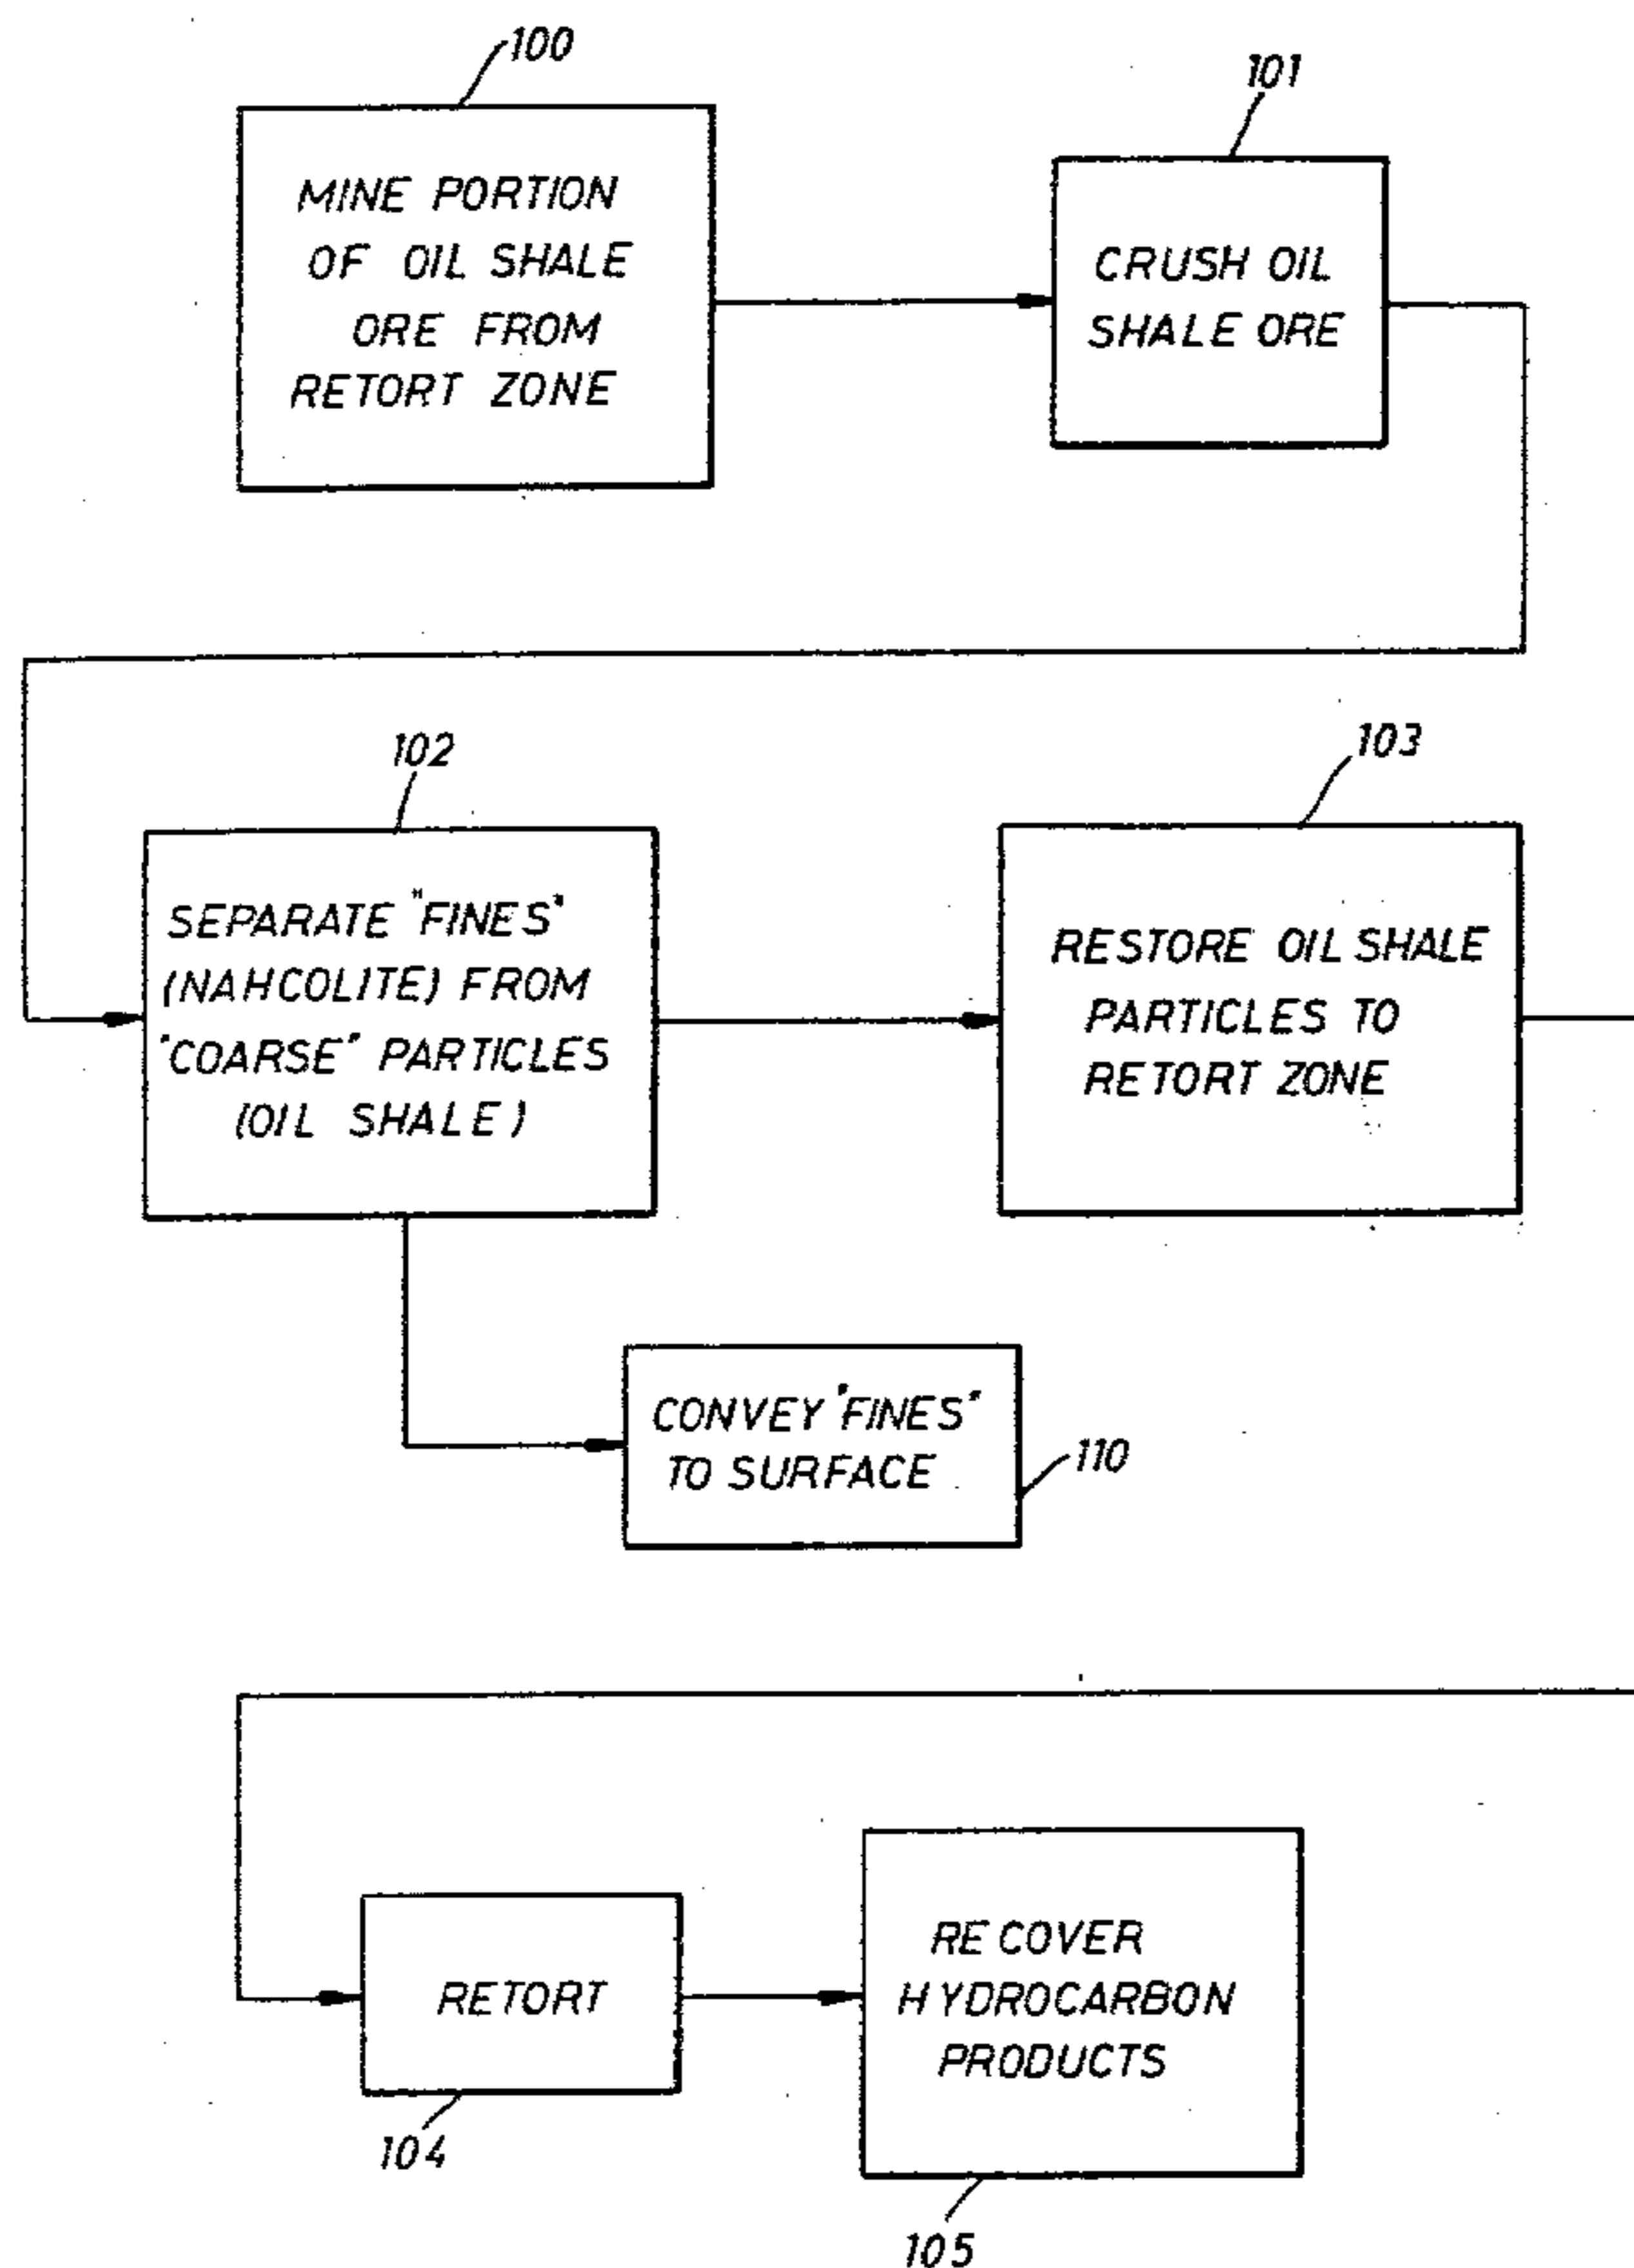 100
MINE PORTION
OF OIL SHALE
ORE FROM
RETORT ZONE
101
CRUSH OIL
SHALE ORE
102
SEPARATE "FINES"
(NAHCOLITE) FROM
"COARSE" PARTICLES
(OIL SHALE)
103
RESTORE OIL SHALE
PARTICLES TO
RETORT ZONE
CONVEY "FINES"
TO SURFACE
110
RETORT
104
RECOVER
HYDROCARBON
PRODUCTS
105